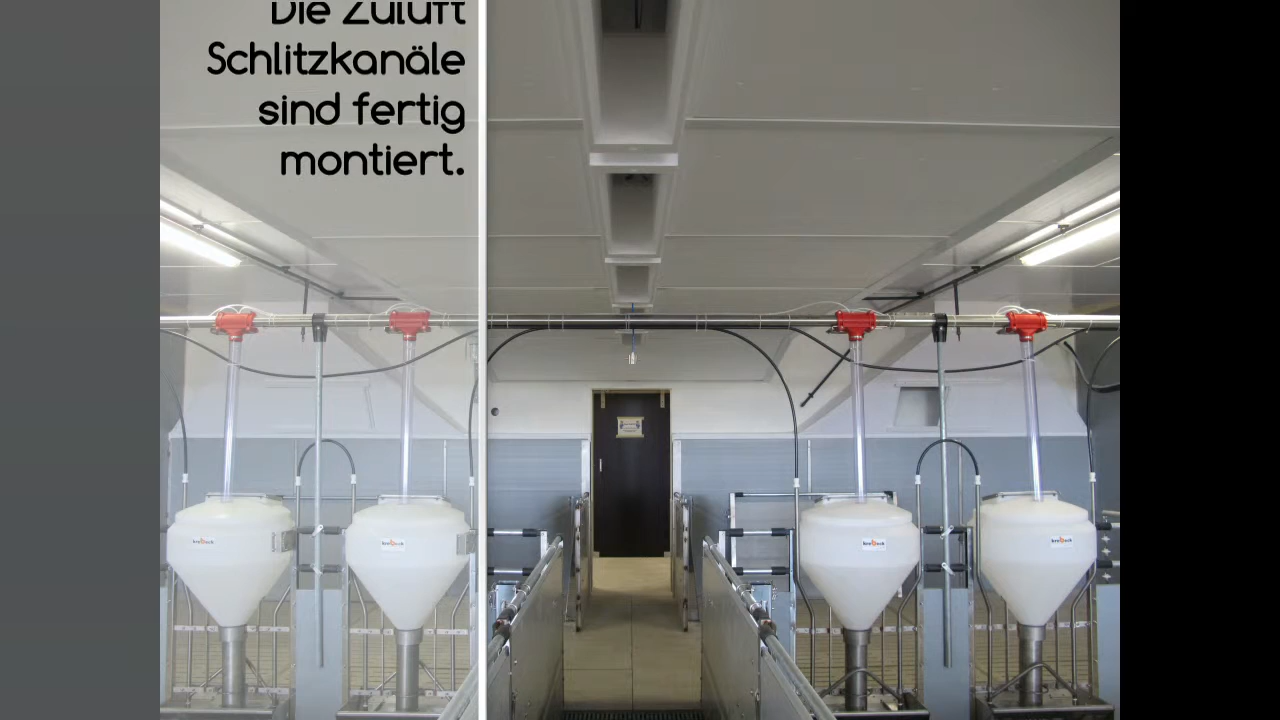 Die Zuluft
Schlitzkanäle
sind fertig
montiert.